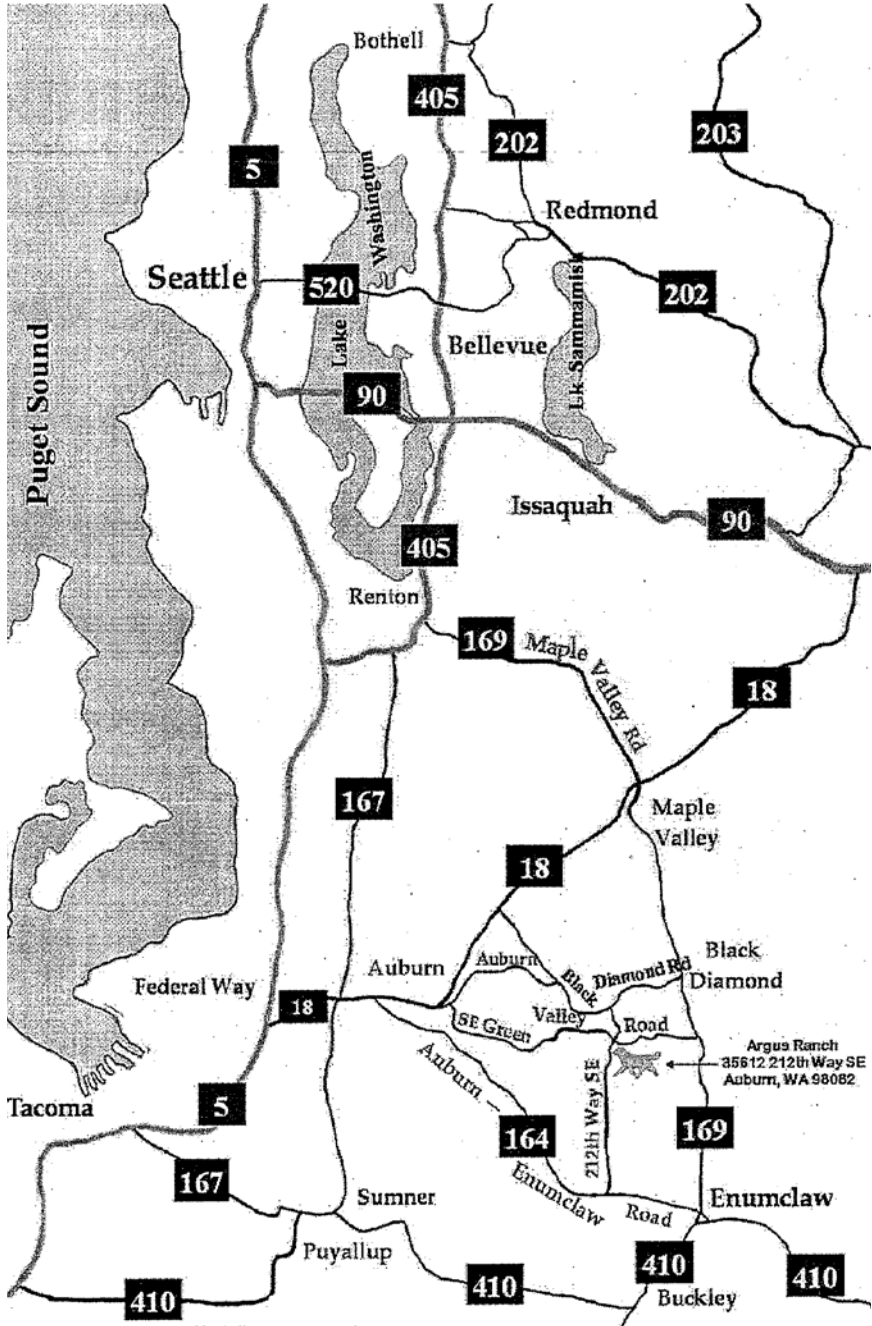 Bothell
405
202
203
5
Washington
Redmond
Seattle
520
Lake
Lk Sammamish
202
Bellevue
90
Puget Sound
Issaquah
90
405
Renton
169
Maple
Valley Rd
18
167
Maple
Valley
18
Auburn
Auburn
Black
Diamond Rd
Black
Diamond
Federal Way
18
SE Green
Valley
Road
Argus Ranch
35612 212th Way SE
Auburn, WA 98092
Tacoma
5
Auburn
164
212th Way SE
169
167
Sumner
Enumclaw
Road
Enumclaw
Puyallup
410
410
410
410
Buckley